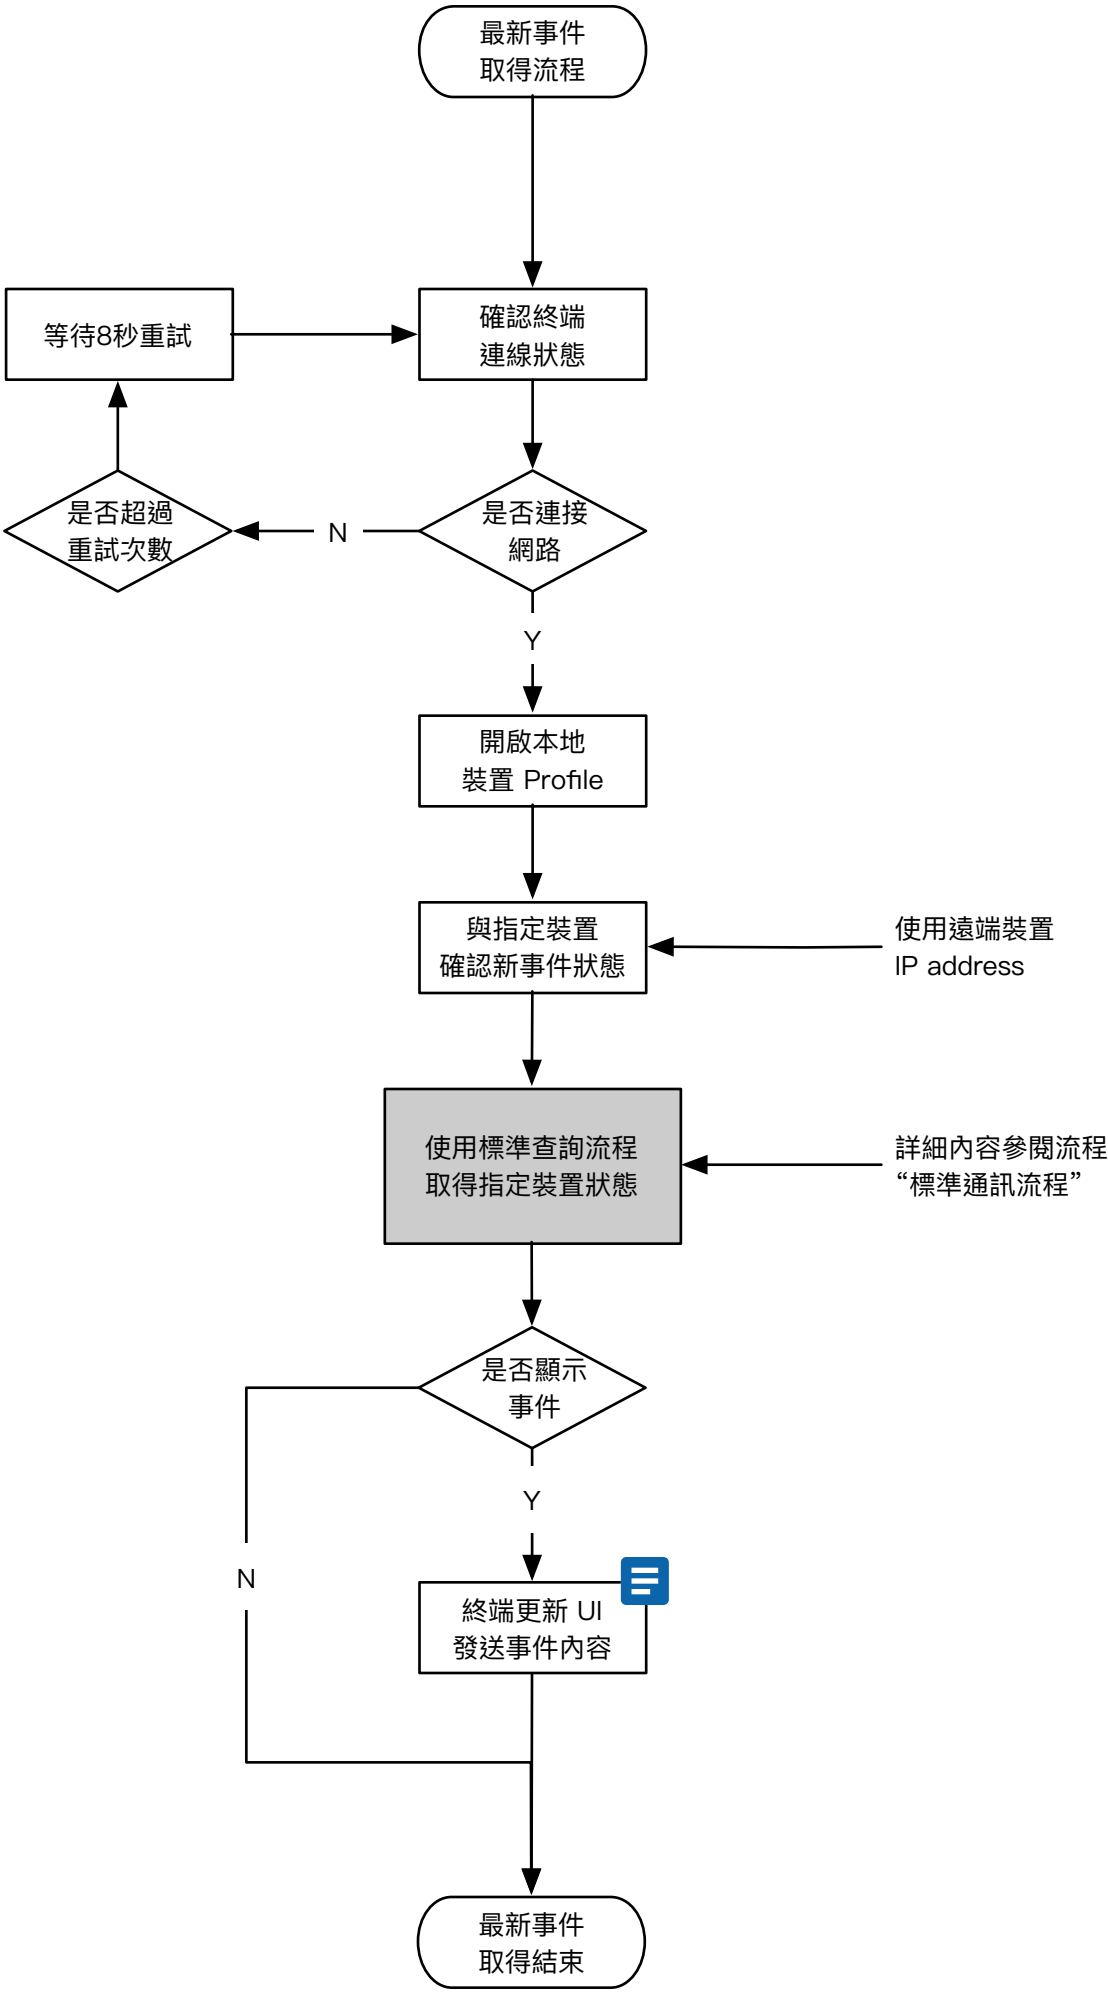 最新事件
取得流程
等待8秒重試
確認終端
連線狀態
是否超過
重試次數
N
是否連接
網路
Y
開啟本地
裝置 Profile
與指定裝置
確認新事件狀態
使用遠端裝置
IP address
使用標準查詢流程
取得指定裝置狀態
詳細內容參閱流程
“標準通訊流程”
是否顯示
事件
Y
N
終端更新 UI
發送事件內容
最新事件
取得結束